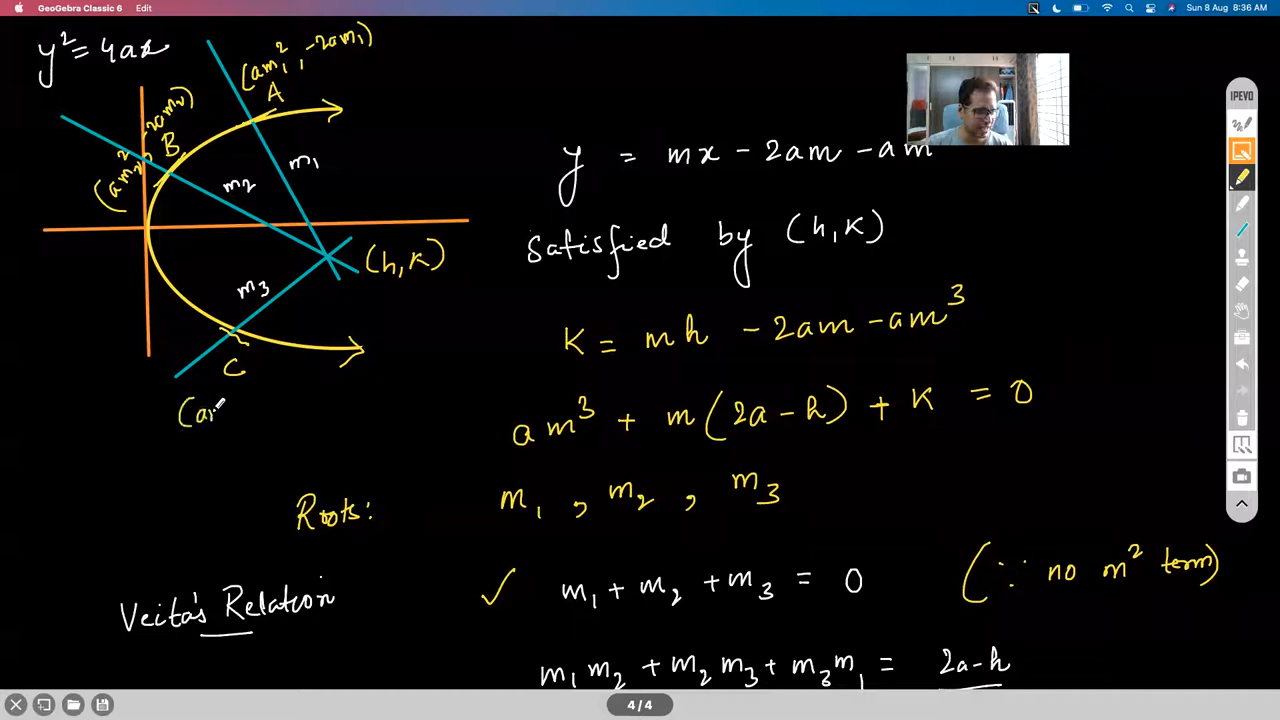 GeoGebra Classic 6 Edit
Sun 8 Aug 8:36 AM
y² = 4ax
(am₁², -2am₁)
A
(am₂², -2am₂)
B
m₁
m₂
(h, K)
m₃
C
(am
IPEVO
y = mx - 2am - am
Satisfied by (h, K)
K = mh - 2am - am³
am³ + m(2a - h) + K = 0
Roots: m₁, m₂, m₃
Veita's Relation
✓ m₁ + m₂ + m₃ = 0 (∵ no m² term)
m₁m₂ + m₂m₃ + m₃m₁ = 2a-h
4/4